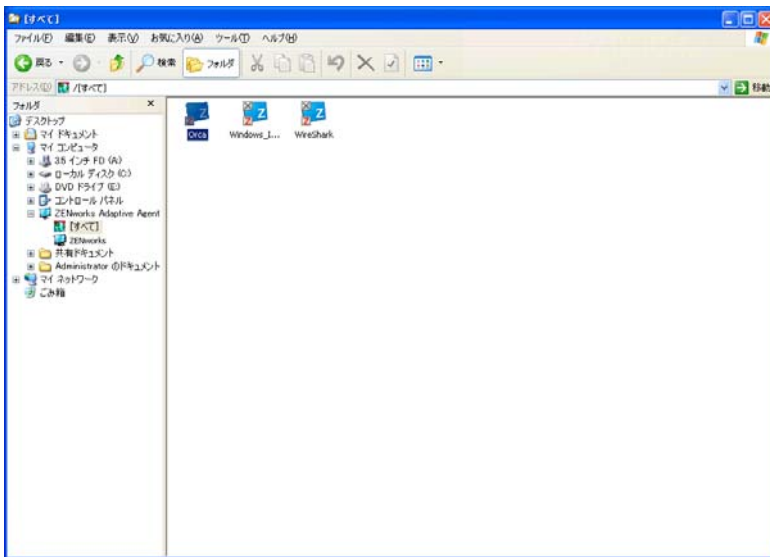 [すべて]
ファイル(F) 編集(E) 表示(V) お気に入り(A) ツール(T) ヘルプ(H)
戻る 検索 フォルダ
アドレス(D) /[すべて] 移動
フォルダ ×
デスクトップ
マイ ドキュメント
マイ コンピュータ
3.5 インチ FD (A)
ローカル ディスク (C)
DVD ドライブ (E)
コントロール パネル
ZENworks Adaptive Agent
[すべて]
ZENworks
共有ドキュメント
Administrator のドキュメント
マイ ネットワーク
ごみ箱
Orca Windows_I... WireShark